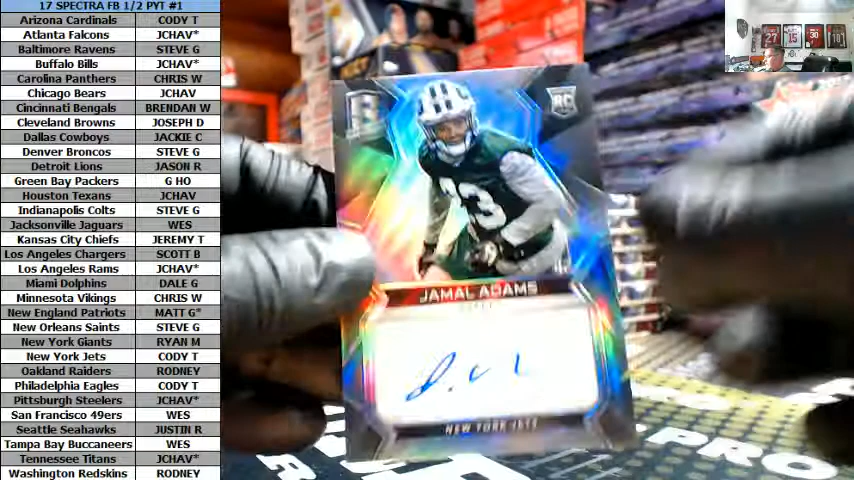 17 SPECTRA FB 1/2 PYT #1
Arizona Cardinals CODY T
Atlanta Falcons JCHAV*
Baltimore Ravens STEVE G
Buffalo Bills JCHAV*
Carolina Panthers CHRIS W
Chicago Bears JCHAV
Cincinnati Bengals BRENDAN W
Cleveland Browns JOSEPH D
Dallas Cowboys JACKIE C
Denver Broncos STEVE G
Detroit Lions JASON R
Green Bay Packers G HO
Houston Texans JCHAV
Indianapolis Colts STEVE G
Jacksonville Jaguars WES
Kansas City Chiefs JEREMY T
Los Angeles Chargers SCOTT B
Los Angeles Rams JCHAV*
Miami Dolphins DALE G
Minnesota Vikings CHRIS W
New England Patriots MATT G*
New Orleans Saints STEVE G
New York Giants RYAN M
New York Jets CODY T
Oakland Raiders RODNEY
Philadelphia Eagles CODY T
Pittsburgh Steelers JCHAV*
San Francisco 49ers WES
Seattle Seahawks JUSTIN R
Tampa Bay Buccaneers WES
Tennessee Titans JCHAV*
Washington Redskins RODNEY
RC
33
JAMAL ADAMS
NEW YORK JETS
.PRO
27
15
30